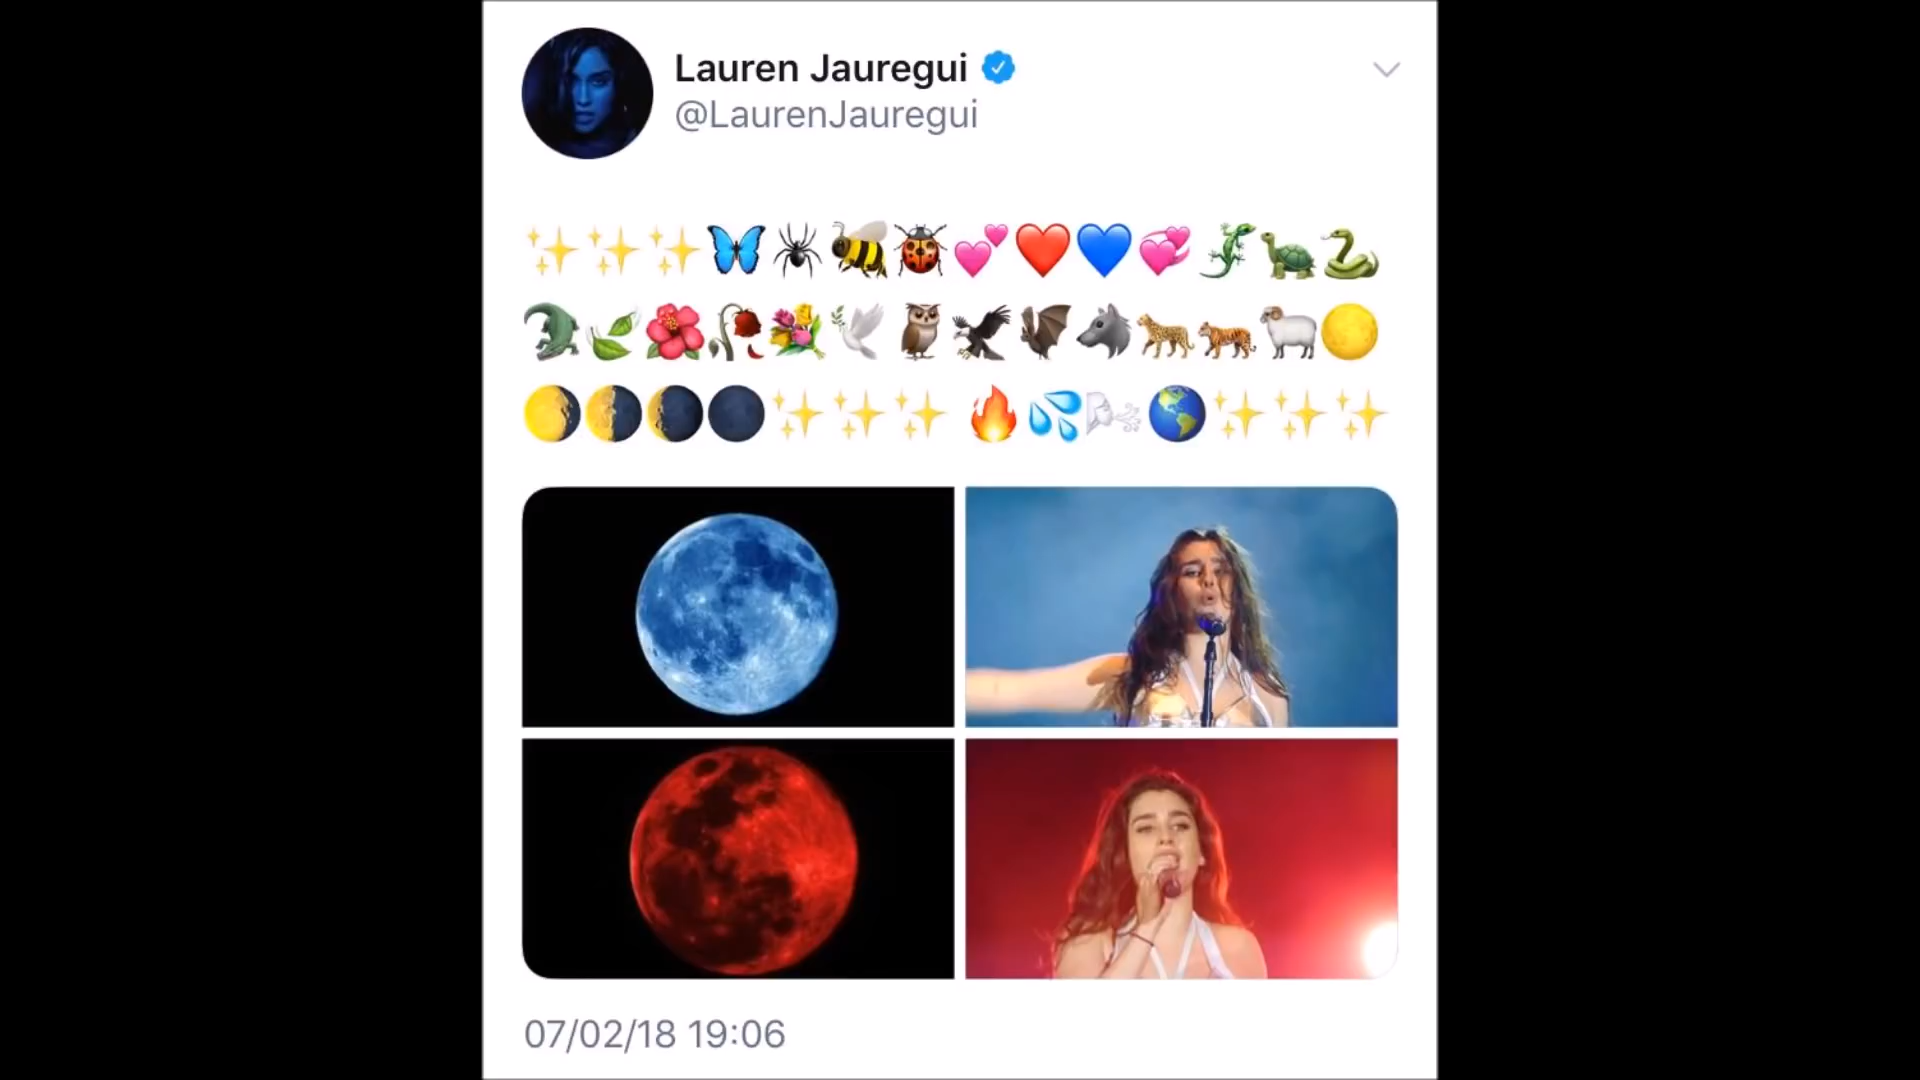 Lauren Jauregui
@LaurenJauregui
✨✨✨🦋🕷🐝🐞💕❤️💙💞🦎🐢🐍
🐊🍃🌺🥀💐🕊🦉🦅🦇🐺🐆🐅🐏🌕
🌖🌗🌘🌑✨✨✨ 🔥💦🌬🌎✨✨✨
07/02/18 19:06